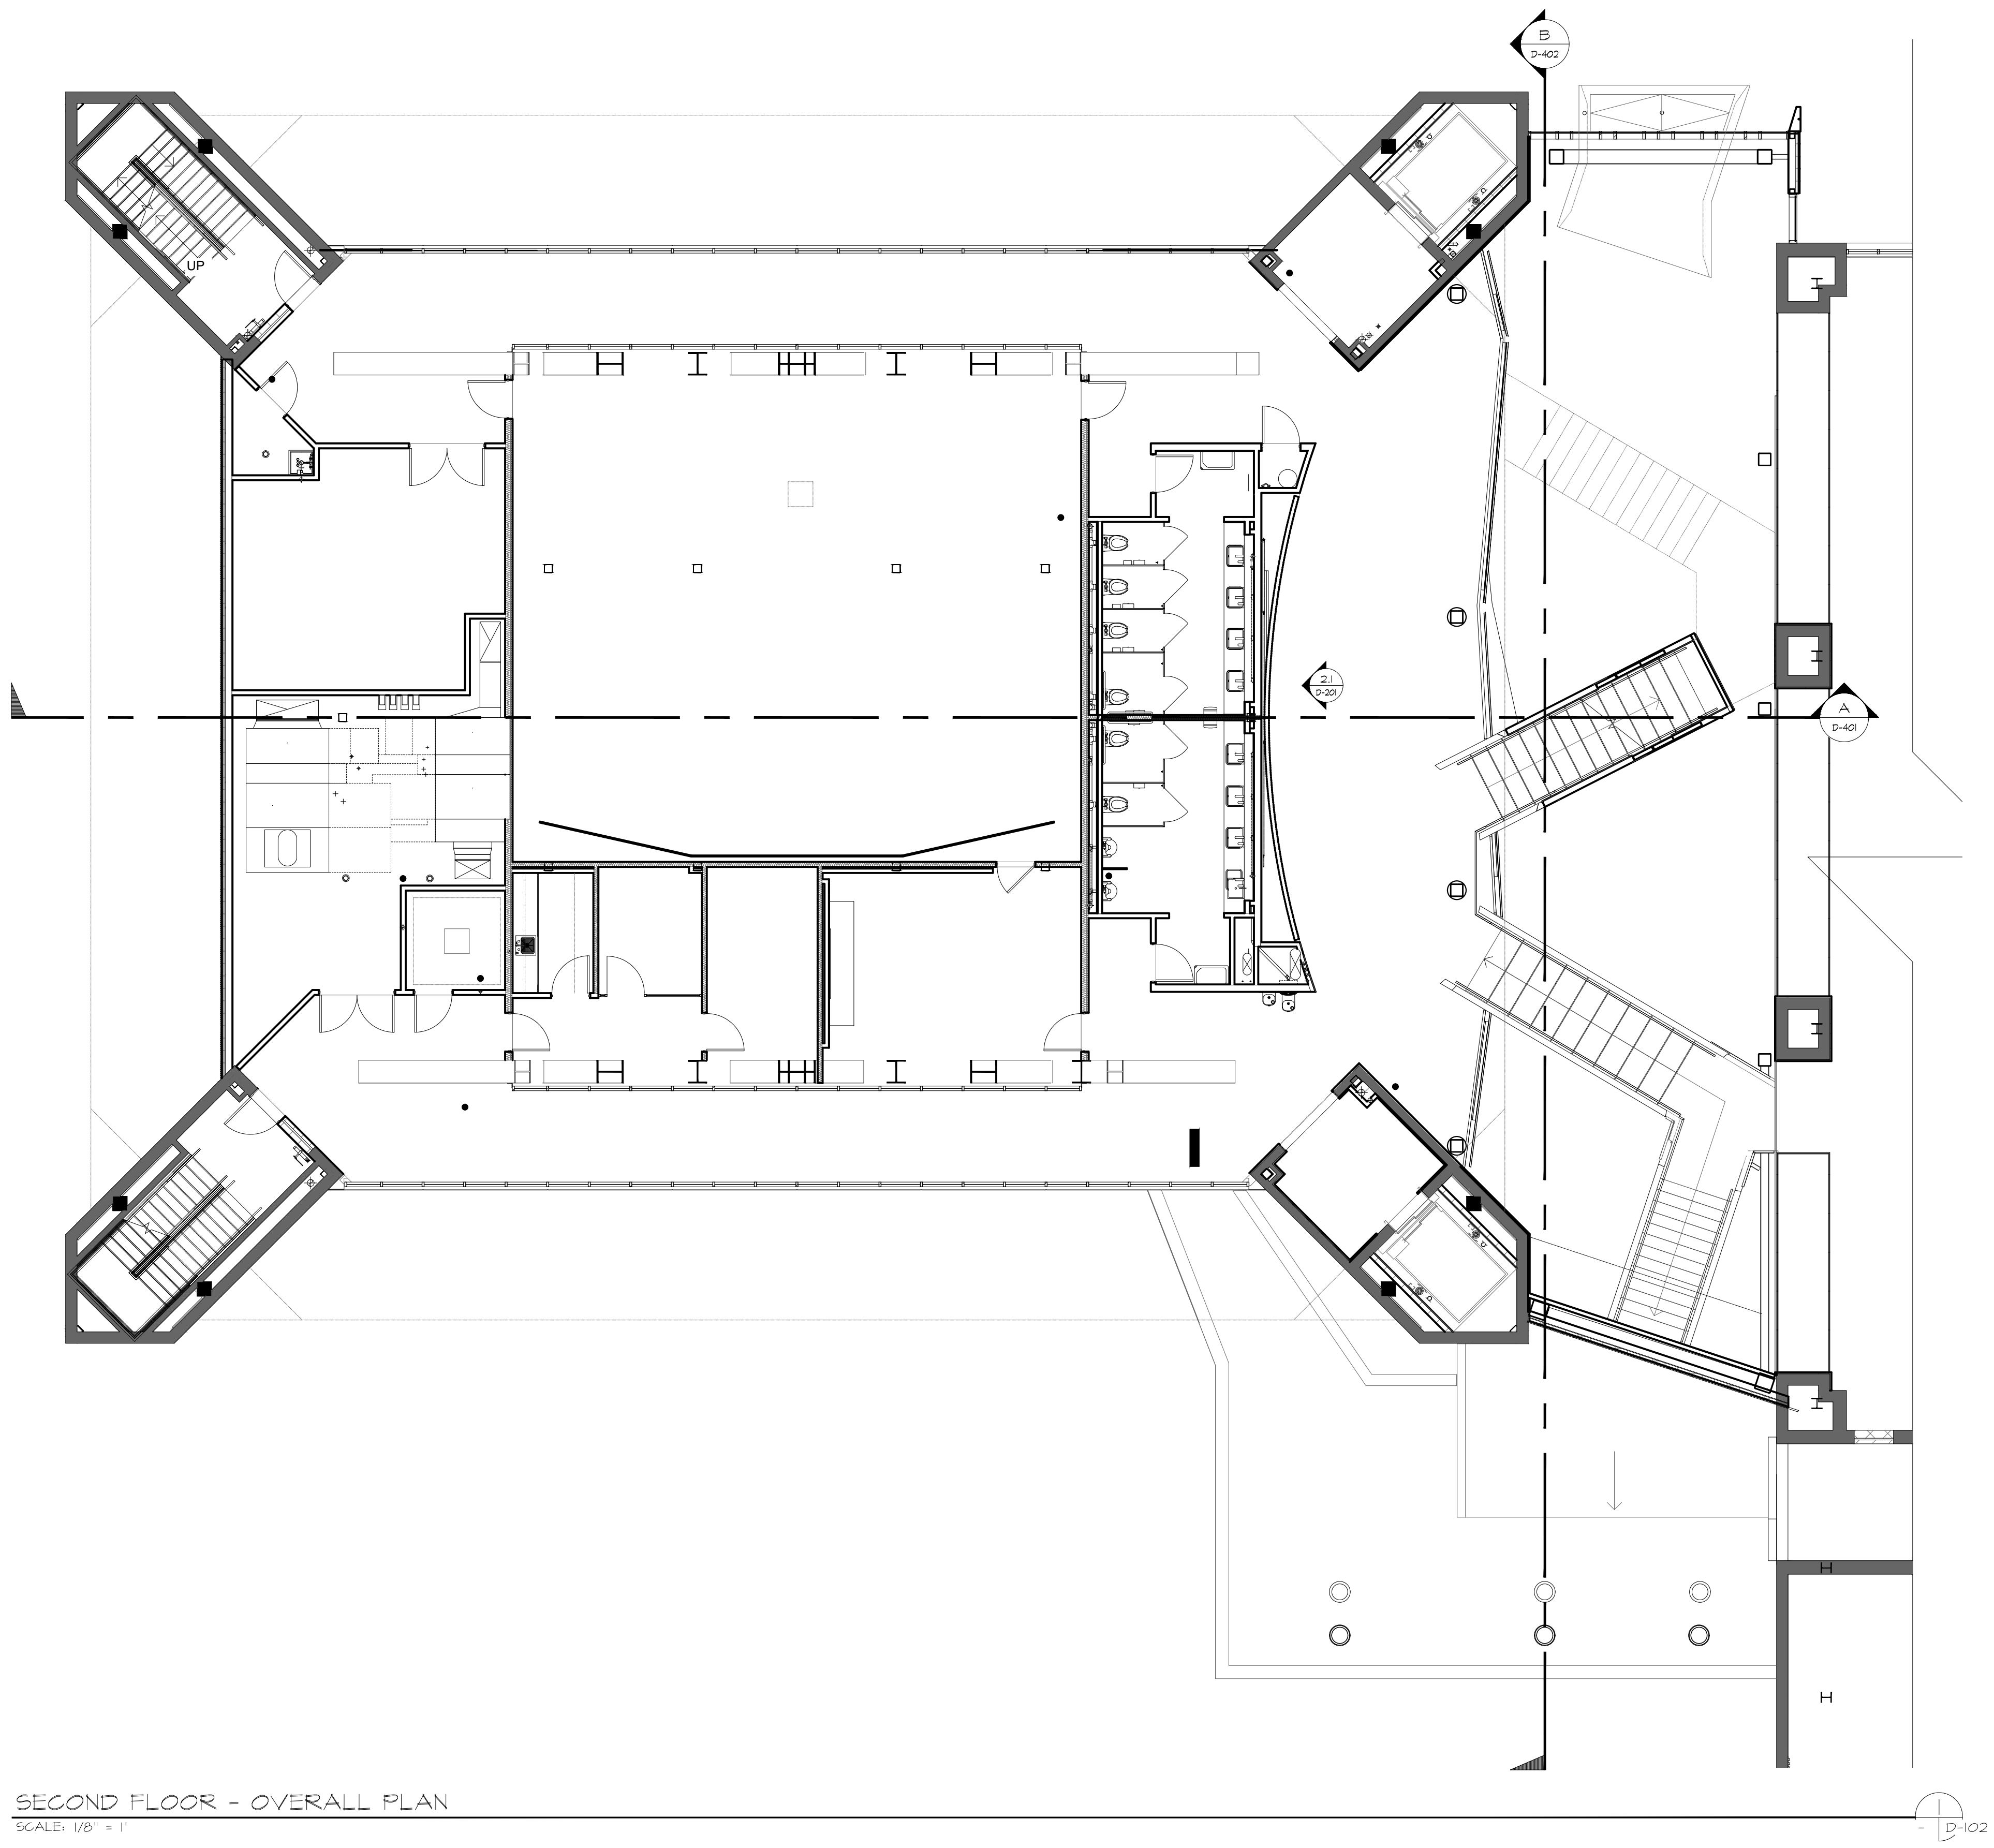 B
D-402
UP
2.1
D-201
A
D-401
SECOND FLOOR - OVERALL PLAN
SCALE: 1/8" = 1'
1
- D-102